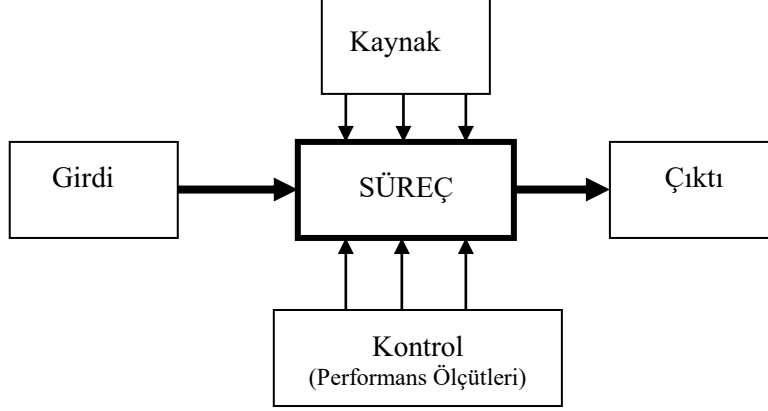 Kaynak
Girdi
SÜREÇ
Çıktı
Kontrol
(Performans Ölçütleri)